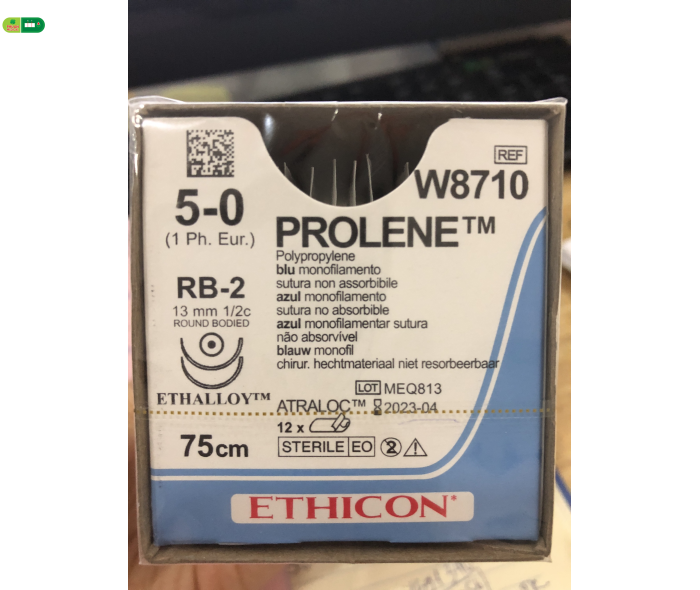 REF
W8710
5-0
(1 Ph. Eur.)
PROLENE™
Polypropylene
blu monofilamento
sutura non assorbibile
azul monofilamento
sutura no absorbible
azul monofilamentar sutura
não absorvível
blauw monofil
chirur. hechtmateriaal niet resorbeerbaar
RB-2
13 mm 1/2c
ROUND BODIED
ETHALLOY™
LOT MEQ813
ATRALOC™ 2023-04
12 x
STERILE EO 2
75cm
ETHICON*